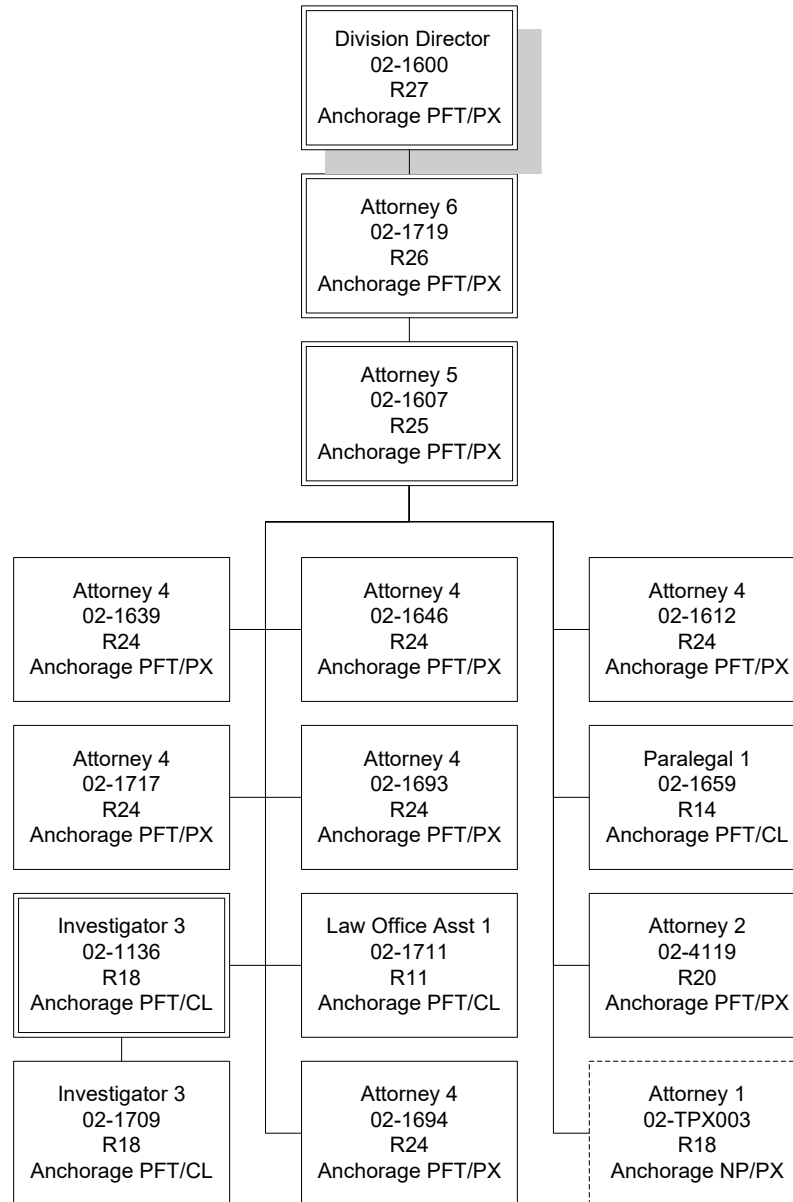 Division Director
02-1600
R27
Anchorage PFT/PX
Attorney 6
02-1719
R26
Anchorage PFT/PX
Attorney 5
02-1607
R25
Anchorage PFT/PX
Attorney 4
02-1639
R24
Anchorage PFT/PX
Attorney 4
02-1646
R24
Anchorage PFT/PX
Attorney 4
02-1612
R24
Anchorage PFT/PX
Attorney 4
02-1717
R24
Anchorage PFT/PX
Attorney 4
02-1693
R24
Anchorage PFT/PX
Paralegal 1
02-1659
R14
Anchorage PFT/CL
Investigator 3
02-1136
R18
Anchorage PFT/CL
Law Office Asst 1
02-1711
R11
Anchorage PFT/CL
Attorney 2
02-4119
R20
Anchorage PFT/PX
Investigator 3
02-1709
R18
Anchorage PFT/CL
Attorney 4
02-1694
R24
Anchorage PFT/PX
Attorney 1
02-TPX003
R18
Anchorage NP/PX